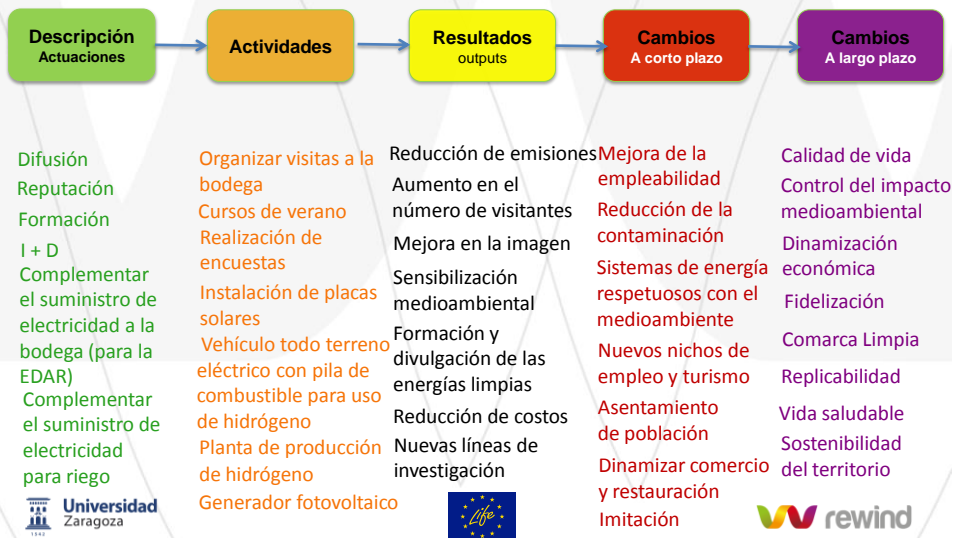 Descripción
Actuaciones
Actividades
Resultados
outputs
Cambios
A corto plazo
Cambios
A largo plazo
Difusión
Reputación
Formación
I + D
Complementar
el suministro de
electricidad a la
bodega (para la
EDAR)
Complementar
el suministro de
electricidad
para riego
Organizar visitas a la
bodega
Cursos de verano
Realización de
encuestas
Instalación de placas
solares
Vehículo todo terreno
eléctrico con pila de
combustible para uso
de hidrógeno
Planta de producción
de hidrógeno
Generador fotovoltaico
Reducción de emisiones
Aumento en el
número de visitantes
Mejora en la imagen
Sensibilización
medioambiental
Formación y
divulgación de las
energías limpias
Reducción de costos
Nuevas líneas de
investigación
Mejora de la
empleabilidad
Reducción de la
contaminación
Sistemas de energía
respetuosos con el
medioambiente
Nuevos nichos de
empleo y turismo
Asentamiento
de población
Dinamizar comercio
y restauración
Imitación
Calidad de vida
Control del impacto
medioambiental
Dinamización
económica
Fidelización
Comarca Limpia
Replicabilidad
Vida saludable
Sostenibilidad
del territorio
Universidad
Zaragoza
1542
Life
rewind